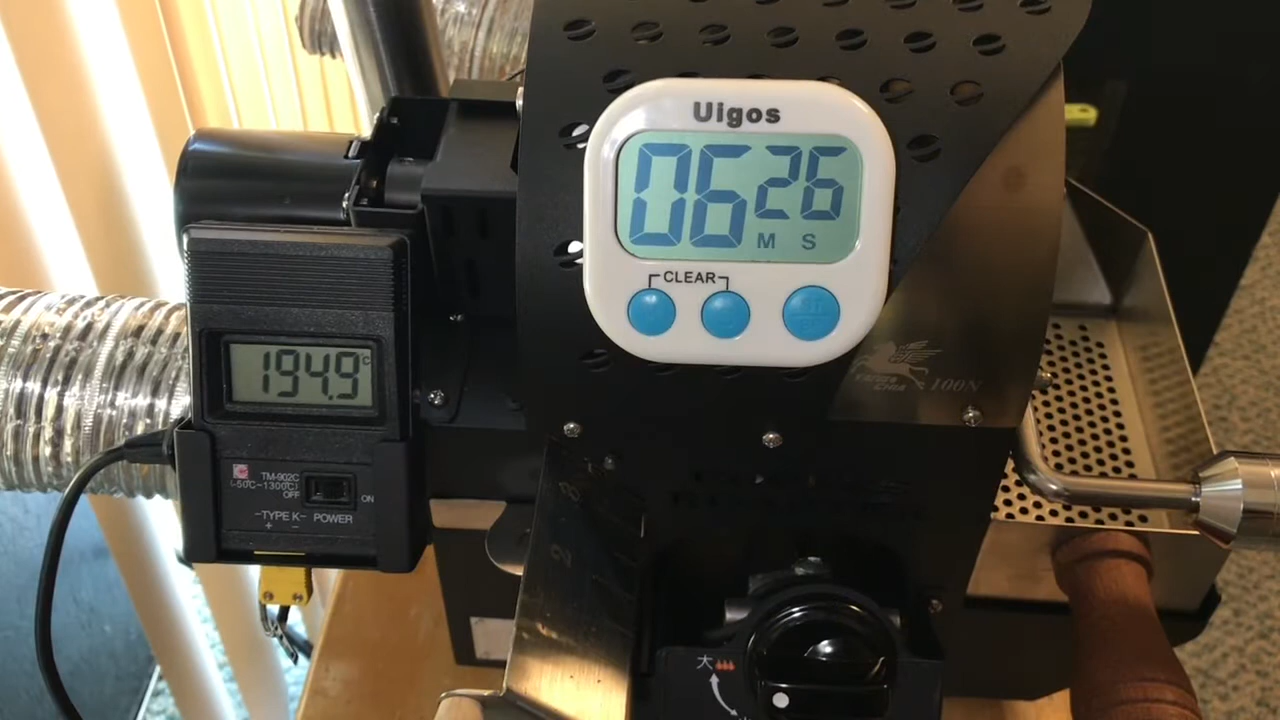 Uigos
06 26
M S
CLEAR
194.9 °C
TM-902C
(-50℃~1300℃)
OFF ON
-TYPE K- POWER
+ -
100N
大